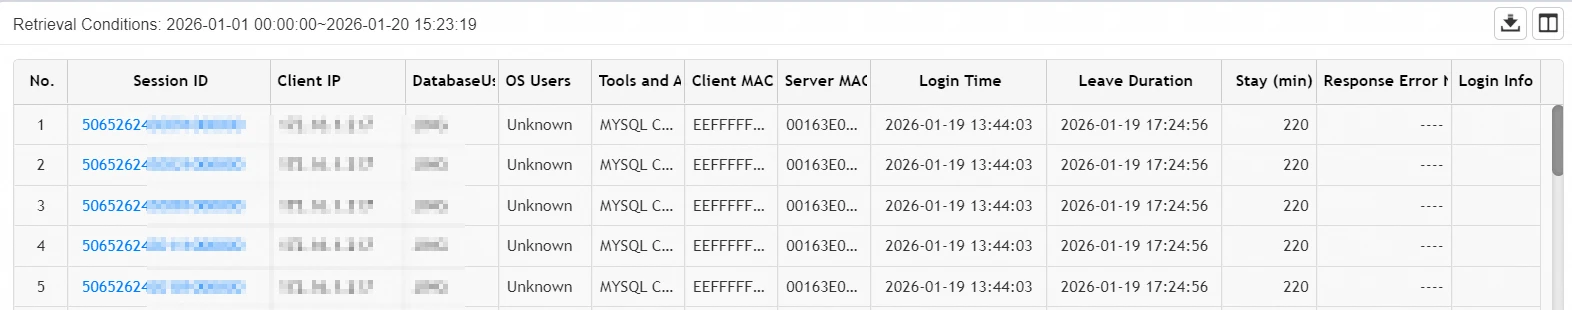 Retrieval Conditions: 2026-01-01 00:00:00~2026-01-20 15:23:19
No. Session ID Client IP DatabaseUs OS Users Tools and A Client MAC Server MAC Login Time Leave Duration Stay (min) Response Error N Login Info
1 50652624 Unknown MYSQL C... EEFFFFF... 00163E0... 2026-01-19 13:44:03 2026-01-19 17:24:56 220 ----
2 50652624 Unknown MYSQL C... EEFFFFF... 00163E0... 2026-01-19 13:44:03 2026-01-19 17:24:56 220 ----
3 50652624 Unknown MYSQL C... EEFFFFF... 00163E0... 2026-01-19 13:44:03 2026-01-19 17:24:56 220 ----
4 50652624 Unknown MYSQL C... EEFFFFF... 00163E0... 2026-01-19 13:44:03 2026-01-19 17:24:56 220 ----
5 50652624 Unknown MYSQL C... EEFFFFF... 00163E0... 2026-01-19 13:44:03 2026-01-19 17:24:56 220 ----